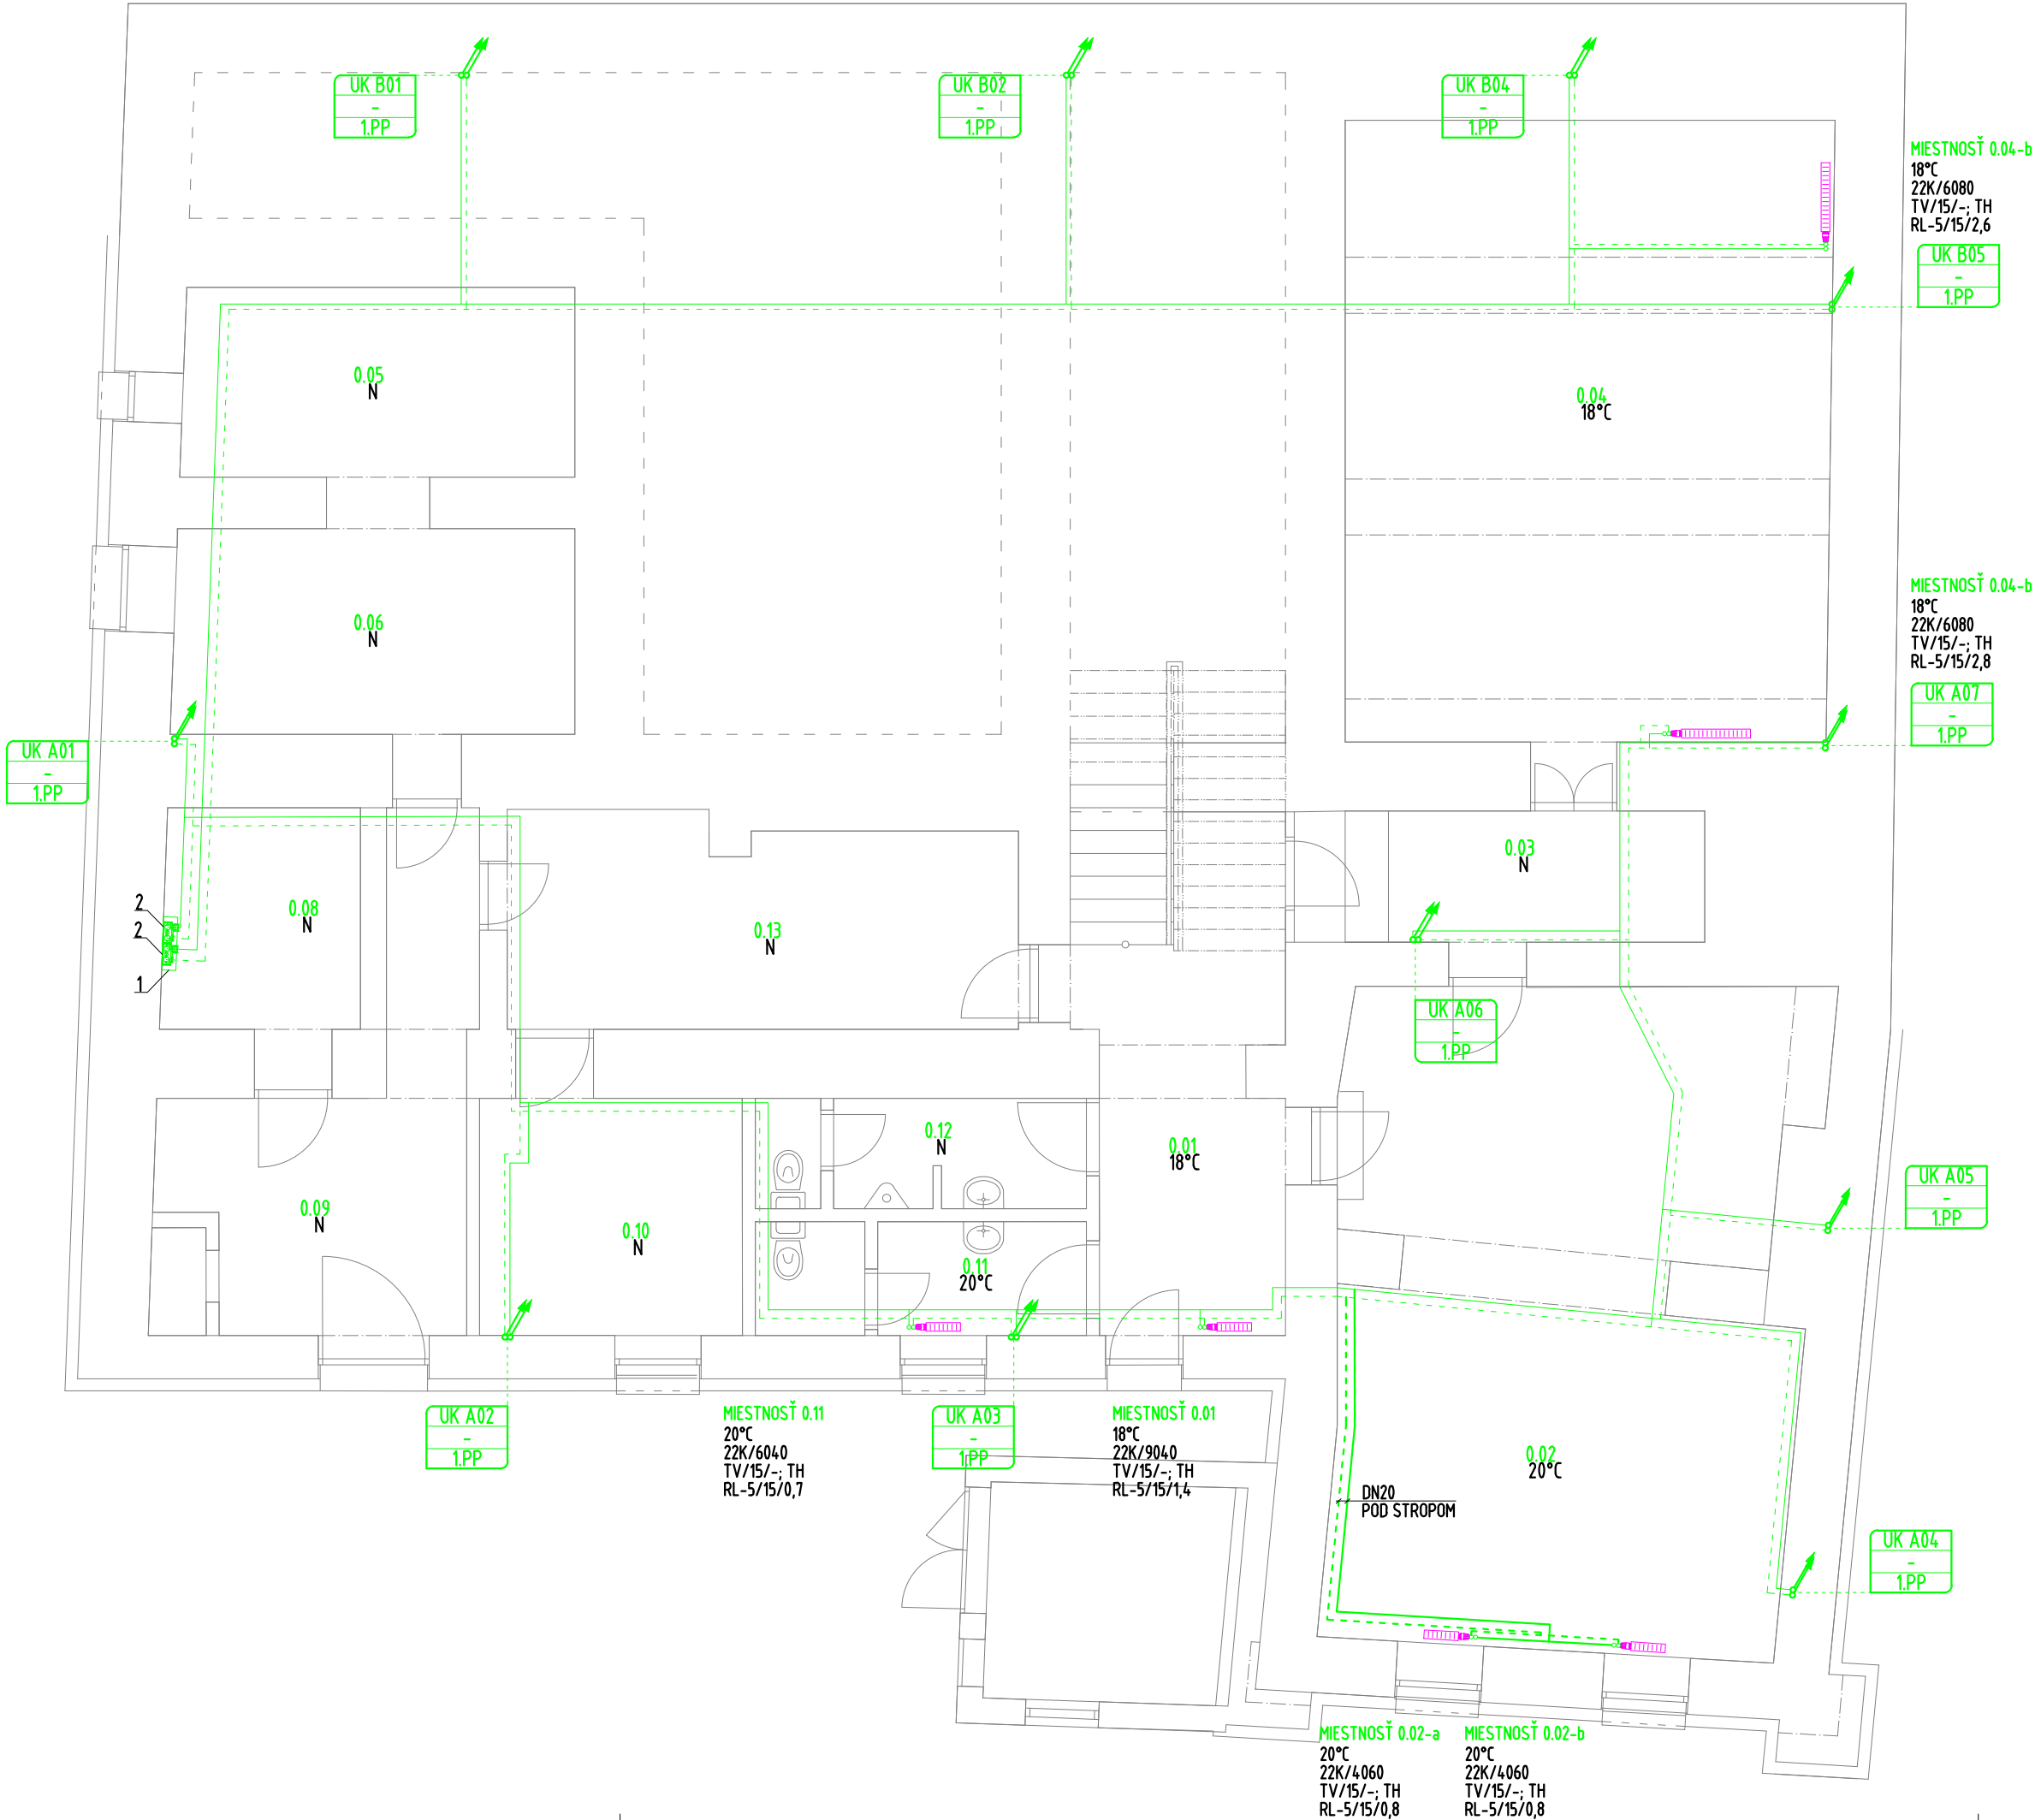 UK B01
-
1.PP
UK B02
-
1.PP
UK B04
-
1.PP
MIESTNOSŤ 0.04-b
18°C
22K/6080
TV/15/-; TH
RL-5/15/2,6
UK B05
-
1.PP
0.05
N
0.04
18°C
0.06
N
MIESTNOSŤ 0.04-b
18°C
22K/6080
TV/15/-; TH
RL-5/15/2,8
UK A07
-
1.PP
UK A01
-
1.PP
0.03
N
2
2
1
0.08
N
0.13
N
UK A06
-
1.PP
0.12
N
0.01
18°C
0.09
N
0.10
N
0.11
20°C
UK A05
-
1.PP
UK A02
-
1.PP
MIESTNOSŤ 0.11
20°C
22K/6040
TV/15/-; TH
RL-5/15/0,7
UK A03
-
1.PP
MIESTNOSŤ 0.01
18°C
22K/9040
TV/15/-; TH
RL-5/15/1,4
0.02
20°C
DN20
POD STROPOM
UK A04
-
1.PP
MIESTNOSŤ 0.02-a
20°C
22K/4060
TV/15/-; TH
RL-5/15/0,8
MIESTNOSŤ 0.02-b
20°C
22K/4060
TV/15/-; TH
RL-5/15/0,8